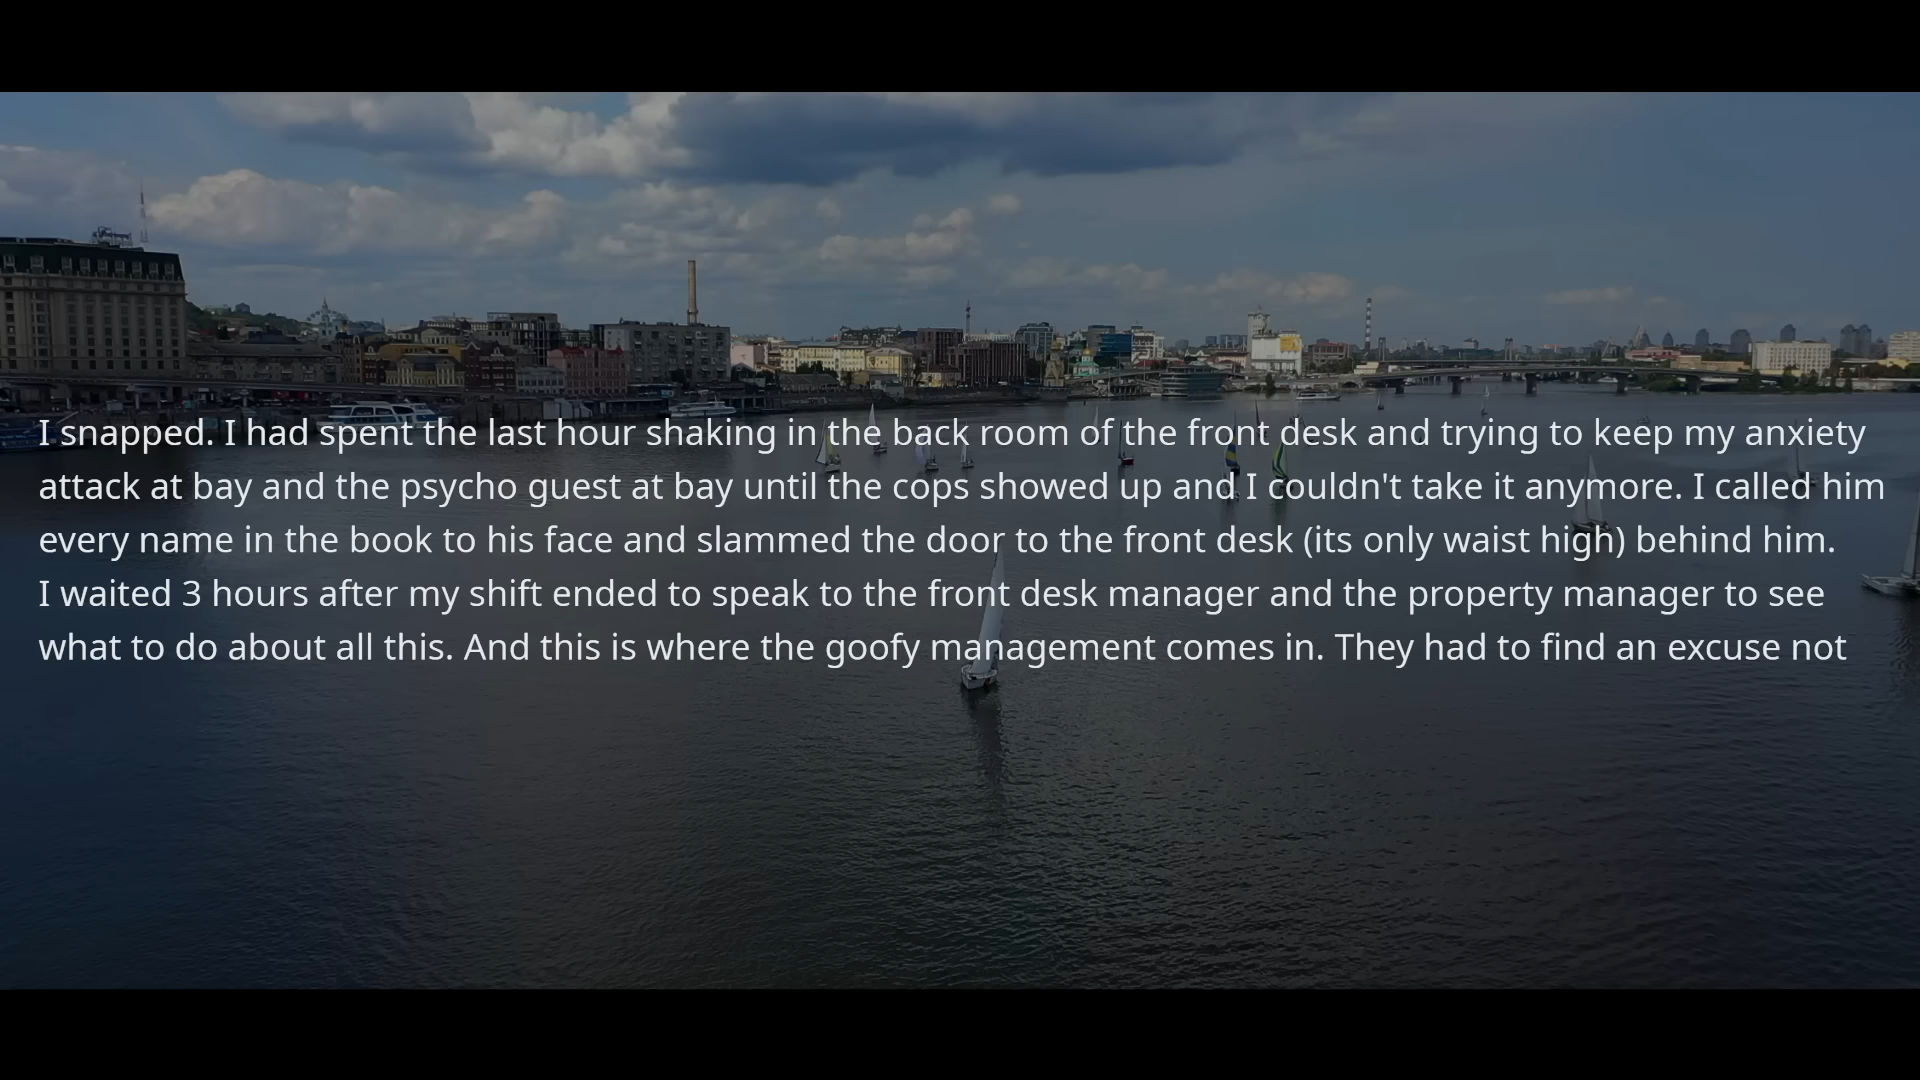 I snapped. I had spent the last hour shaking in the back room of the front desk and trying to keep my anxiety
attack at bay and the psycho guest at bay until the cops showed up and I couldn't take it anymore. I called him
every name in the book to his face and slammed the door to the front desk (its only waist high) behind him.
I waited 3 hours after my shift ended to speak to the front desk manager and the property manager to see
what to do about all this. And this is where the goofy management comes in. They had to find an excuse not